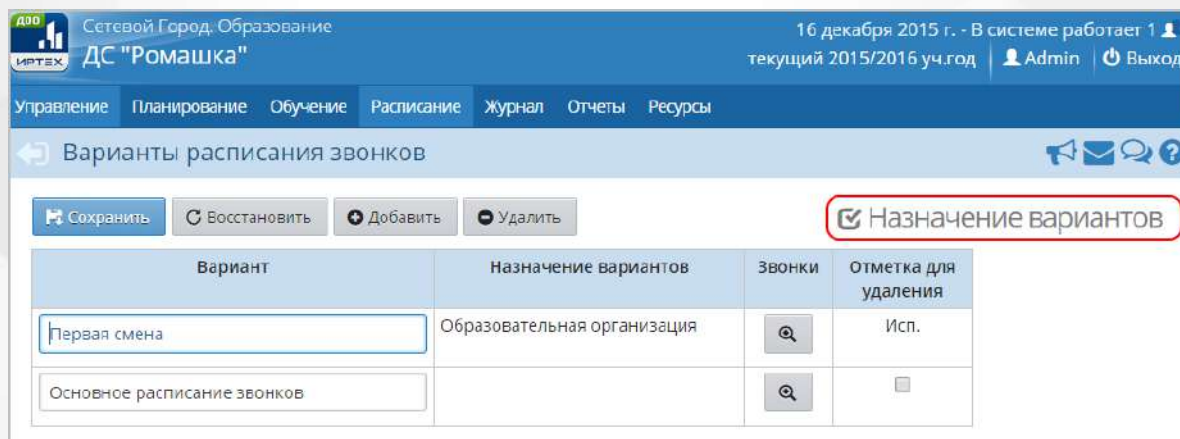 ДОО
ИРТЕХ
Сетевой Город. Образование
ДС "Ромашка"
16 декабря 2015 г. - В системе работает 1
текущий 2015/2016 уч.год Admin Выход
Управление Планирование Обучение Расписание Журнал Отчеты Ресурсы
Варианты расписания звонков
Сохранить Восстановить Добавить Удалить Назначение вариантов
Вариант Назначение вариантов Звонки Отметка для удаления
Первая смена Образовательная организация Исп.
Основное расписание звонков